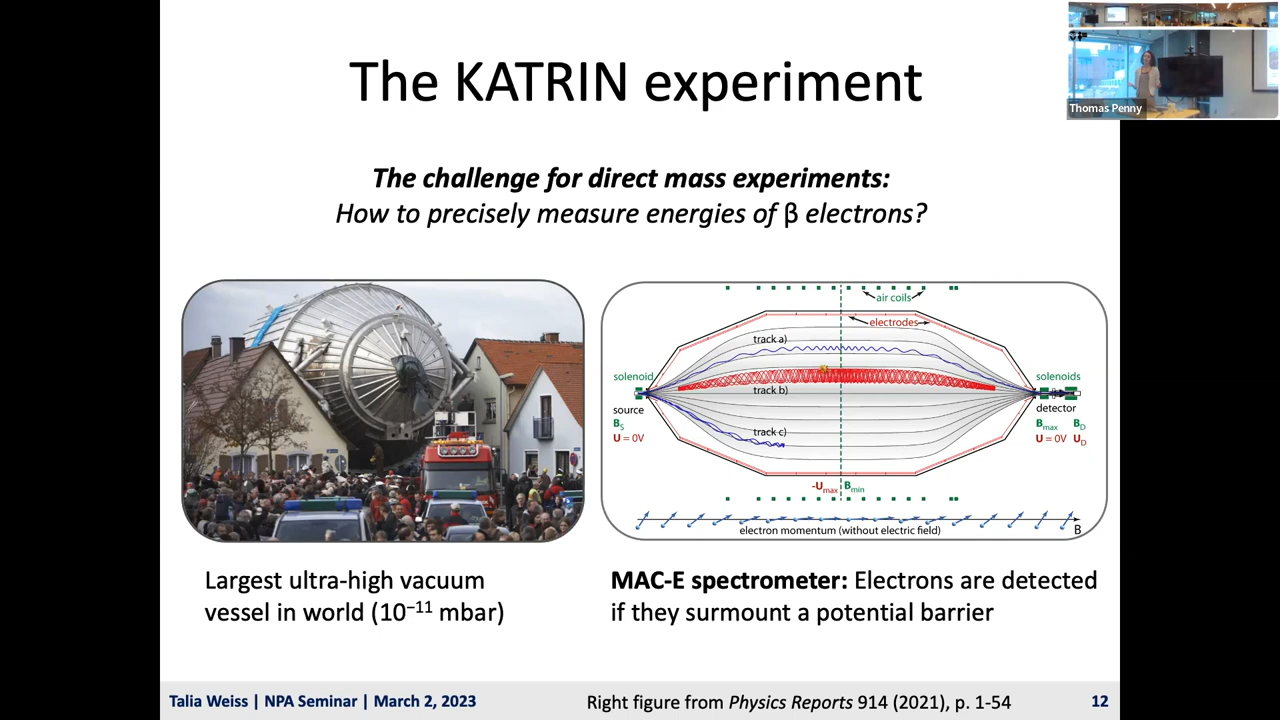 The KATRIN experiment
Thomas Penny
The challenge for direct mass experiments:
How to precisely measure energies of β electrons?
air coils
electrodes
track a)
solenoid
solenoids
track b)
source
detector
B_S
B_max B_D
U = 0V
U = 0V U_D
track c)
-U_max B_min
electron momentum (without electric field)
B
Largest ultra-high vacuum
vessel in world (10⁻¹¹ mbar)
MAC-E spectrometer: Electrons are detected
if they surmount a potential barrier
Talia Weiss | NPA Seminar | March 2, 2023
Right figure from Physics Reports 914 (2021), p. 1-54
12